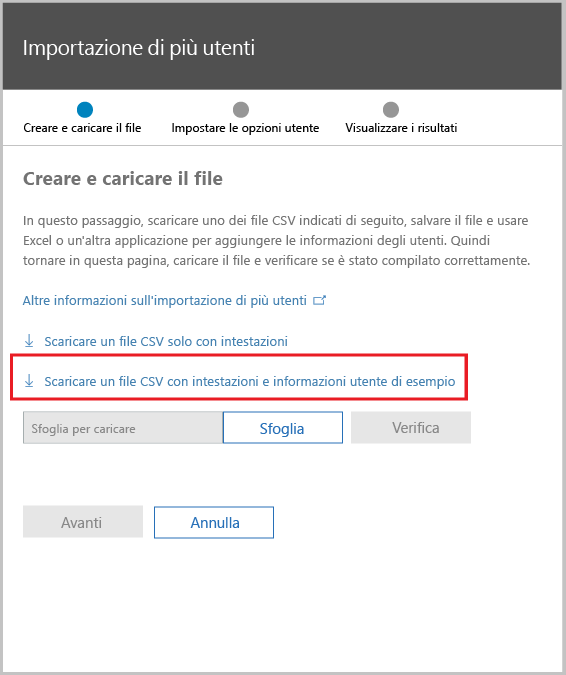 Importazione di più utenti
Creare e caricare il file
Impostare le opzioni utente
Visualizzare i risultati
Creare e caricare il file
In questo passaggio, scaricare uno dei file CSV indicati di seguito, salvare il file e usare
Excel o un'altra applicazione per aggiungere le informazioni degli utenti. Quindi
tornare in questa pagina, caricare il file e verificare se è stato compilato correttamente.
Altre informazioni sull'importazione di più utenti
Scaricare un file CSV solo con intestazioni
Scaricare un file CSV con intestazioni e informazioni utente di esempio
Sfoglia per caricare
Sfoglia
Verifica
Avanti
Annulla